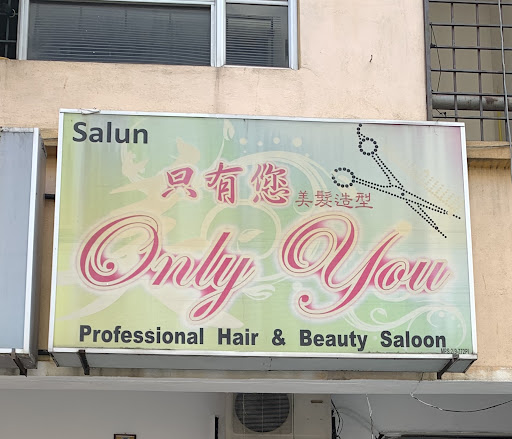 Salun
只有您 美髮造型
Only You
Professional Hair & Beauty Saloon